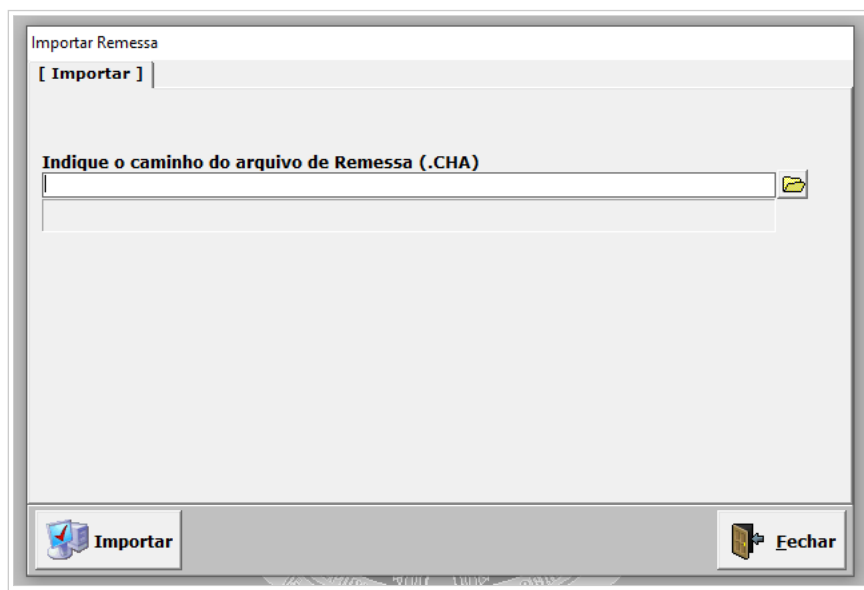 Importar Remessa
[ Importar ]
Indique o caminho do arquivo de Remessa (.CHA)
Importar
Fechar